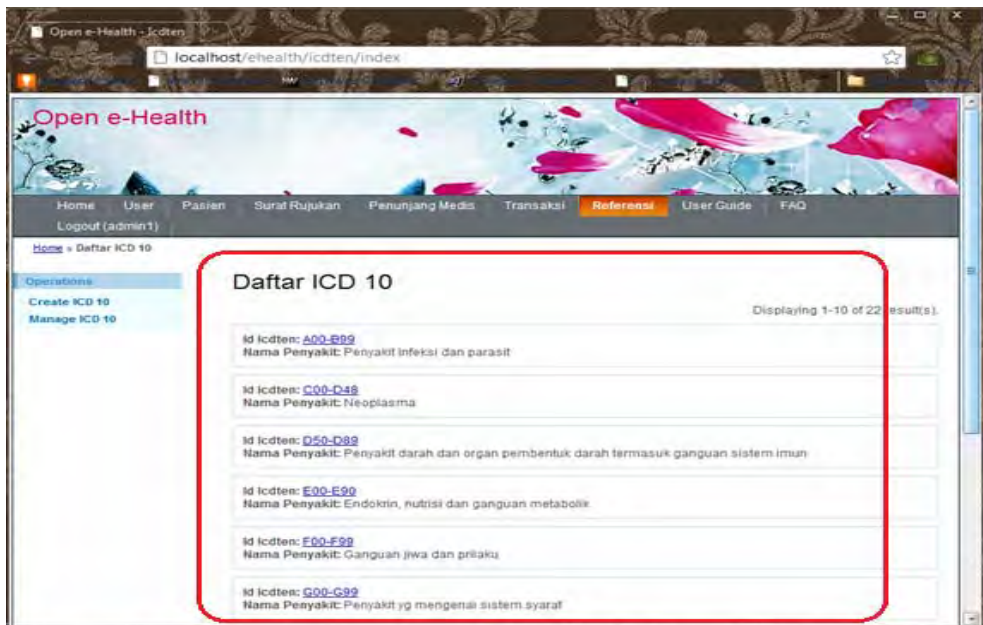 Open e-Health - Icdten
localhost/ehealth/icdten/index
Open e-Health
Home User Pasien Surat Rujukan Penunjang Medis Transaksi Referensi User Guide FAQ
Logout (admin1)
Home » Daftar ICD 10
Operations
Create ICD 10
Manage ICD 10
Daftar ICD 10
Displaying 1-10 of 22 result(s).
Id Icdten: A00-B99
Nama Penyakit: Penyakit Infeksi dan parasit
Id Icdten: C00-D48
Nama Penyakit: Neoplasma
Id Icdten: D50-D89
Nama Penyakit: Penyakit darah dan organ pembentuk darah termasuk ganguan sistem imun
Id Icdten: E00-E90
Nama Penyakit: Endokrin, nutrisi dan ganguan metabolik
Id Icdten: F00-F99
Nama Penyakit: Ganguan jiwa dan prilaku
Id Icdten: G00-G99
Nama Penyakit: Penyakit yg mengenai sistem syaraf